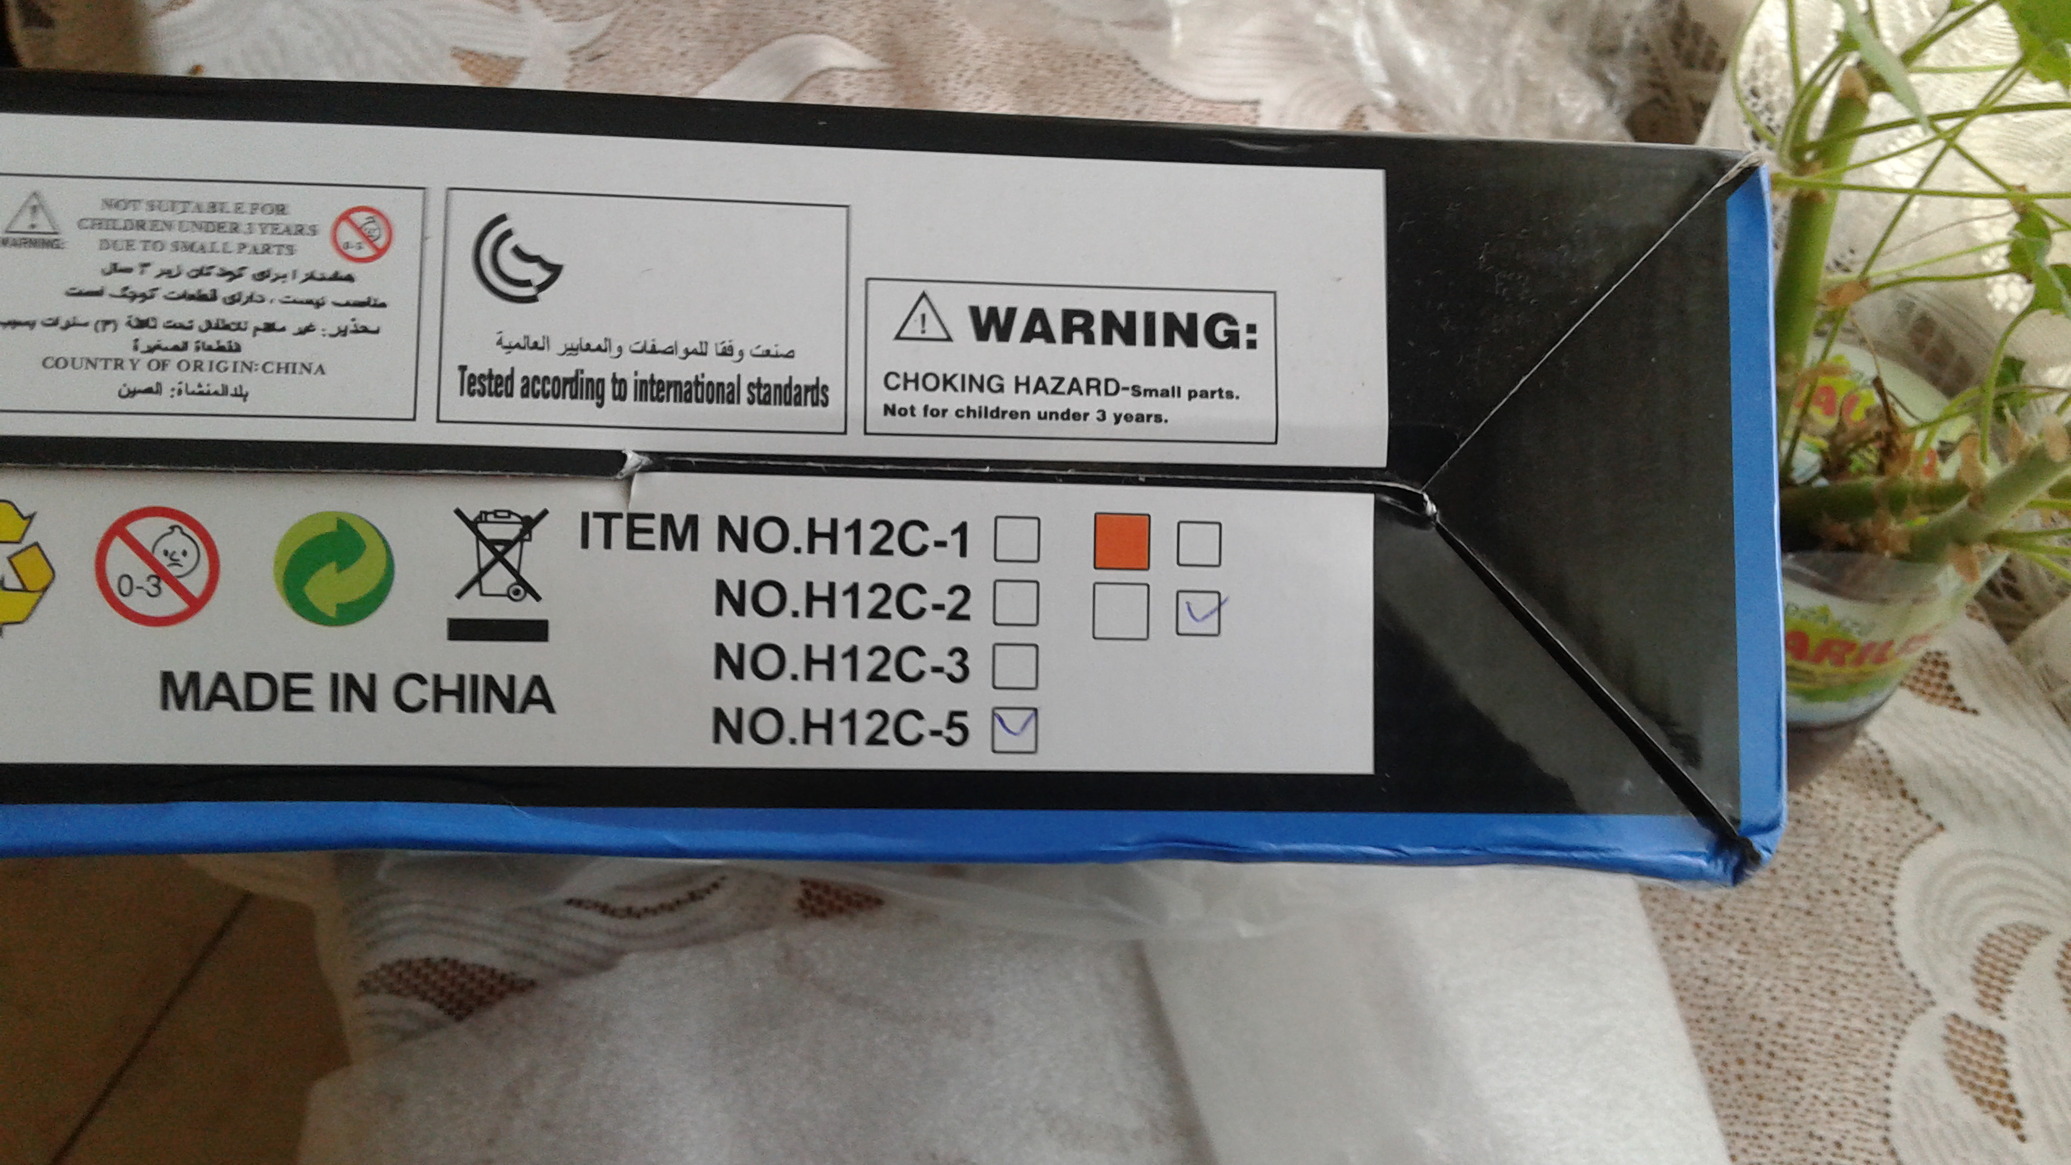 WARNING:
NOT SUITABLE FOR
CHILDREN UNDER 3 YEARS
DUE TO SMALL PARTS
0-3
هشدار ! برای کودکان زیر ۳ سال
مناسب نیست ، دارای قطعات کوچک است
تحذير: غير ملائم للاطفال تحت ثلاثة (٣) سنوات بسبب
القطعة الصغيرة
COUNTRY OF ORIGIN:CHINA
بلدالمنشاة: الصين
صنعت وفقا للمواصفات والمعايير العالمية
Tested according to international standards
WARNING:
CHOKING HAZARD-Small parts.
Not for children under 3 years.
0-3
MADE IN CHINA
ITEM NO.H12C-1
NO.H12C-2
NO.H12C-3
NO.H12C-5